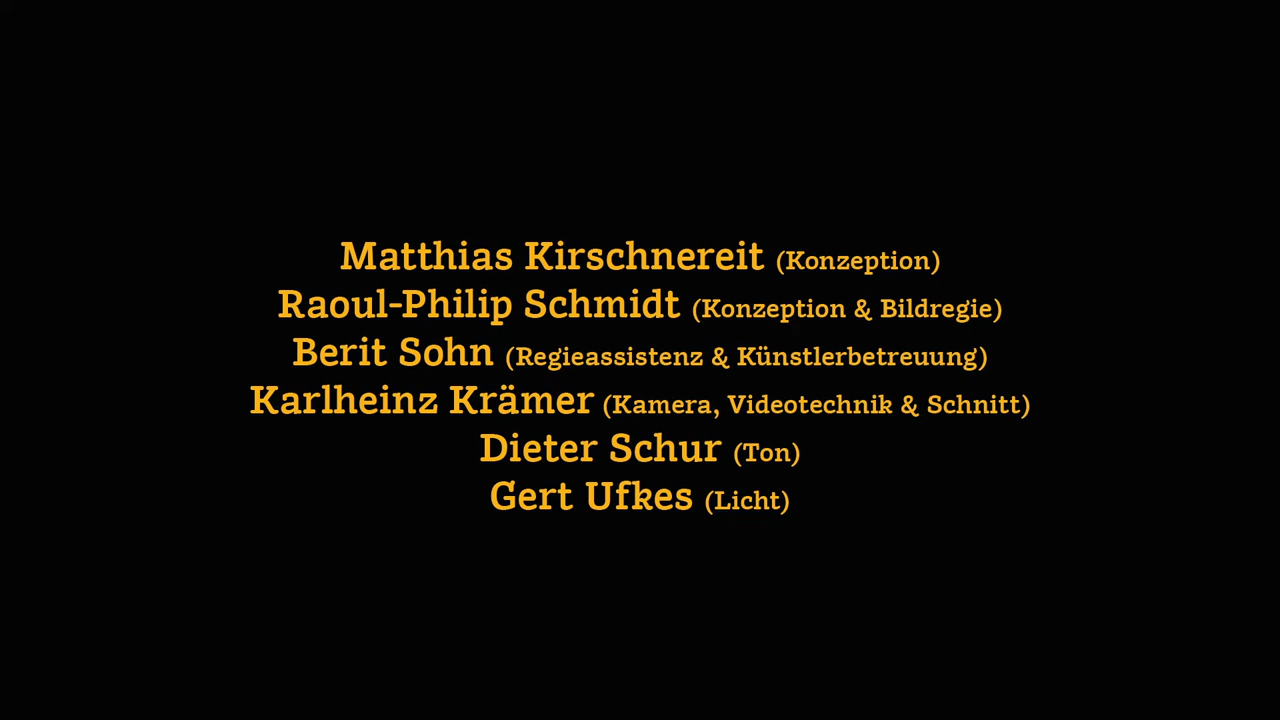 Matthias Kirschnereit (Konzeption)
Raoul-Philip Schmidt (Konzeption & Bildregie)
Berit Sohn (Regieassistenz & Künstlerbetreuung)
Karlheinz Krämer (Kamera, Videotechnik & Schnitt)
Dieter Schur (Ton)
Gert Ufkes (Licht)